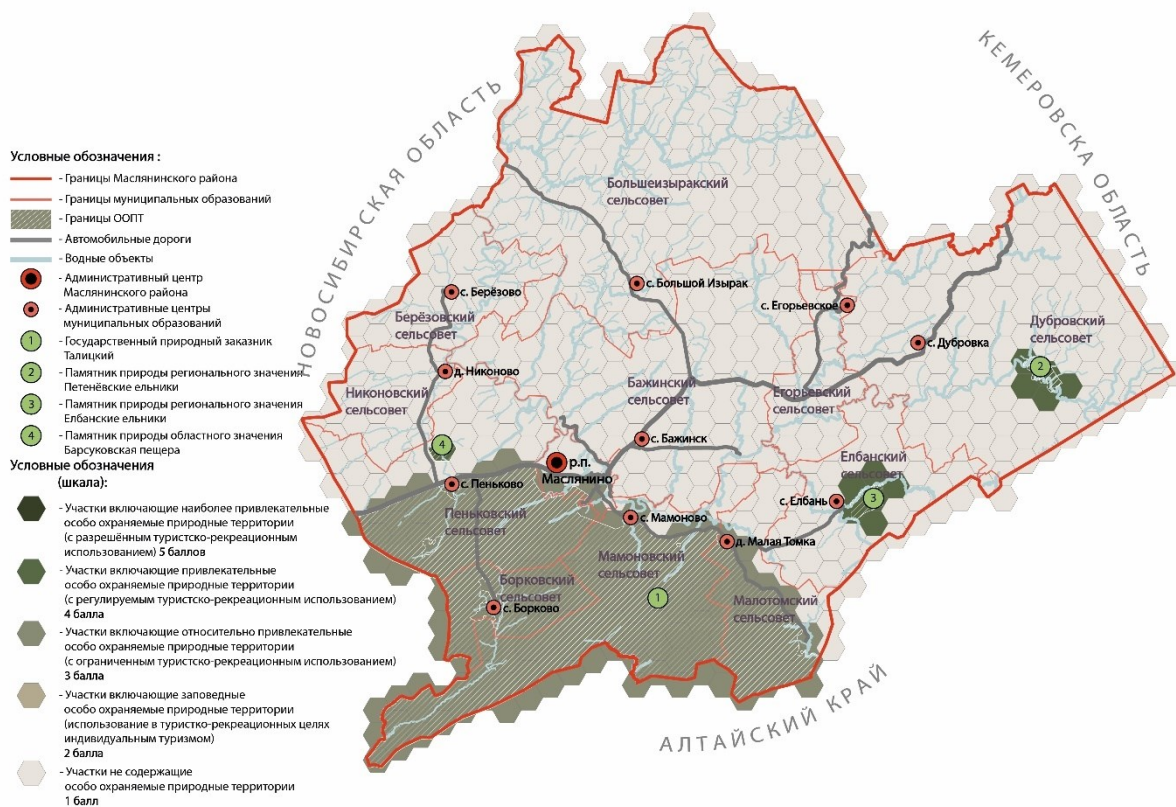 Условные обозначения :
- Границы Маслянинского района
- Границы муниципальных образований
- Границы ООПТ
- Автомобильные дороги
- Водные объекты
- Административный центр
Маслянинского района
- Административные центры
муниципальных образований
1
- Государственный природный заказник
Талицкий
2
- Памятник природы регионального значения
Петенёвские ельники
3
- Памятник природы регионального значения
Елбанские ельники
4
- Памятник природы областного значения
Барсуковская пещера
Условные обозначения
(шкала):
- Участки включающие наиболее привлекательные
особо охраняемые природные территории
(с разрешённым туристско-рекреационным
использованием) 5 баллов
- Участки включающие привлекательные
особо охраняемые природные территории
(с регулируемым туристско-рекреационным использованием)
4 балла
- Участки включающие относительно привлекательные
особо охраняемые природные территории
(с ограниченным туристско-рекреационным использованием)
3 балла
- Участки включающие заповедные
особо охраняемые природные территории
(использование в туристко-рекреационных целях
индивидуальным туризмом)
2 балла
- Участки не содержащие
особо охраняемые природные территории
1 балл
НОВОСИБИРСКАЯ ОБЛАСТЬ
КЕМЕРОВСКА ОБЛАСТЬ
АЛТАЙСКИЙ КРАЙ
Большеизыракский
сельсовет
с. Большой Изырак
с. Берёзово
Берёзовский
сельсовет
с. Егорьевское
с. Дубровка
Дубровский
сельсовет
2
д. Никоново
Никоновский
сельсовет
Бажинский
сельсовет
Егорьевский
сельсовет
4
с. Бажинск
р.п.
Маслянино
Елбанский
сельсовет
с. Пеньково
с. Елбань
3
Пеньковский
сельсовет
с. Мамоново
д. Малая Томка
Мамоновский
сельсовет
Борковский
сельсовет
с. Борково
1
Малотомский
сельсовет